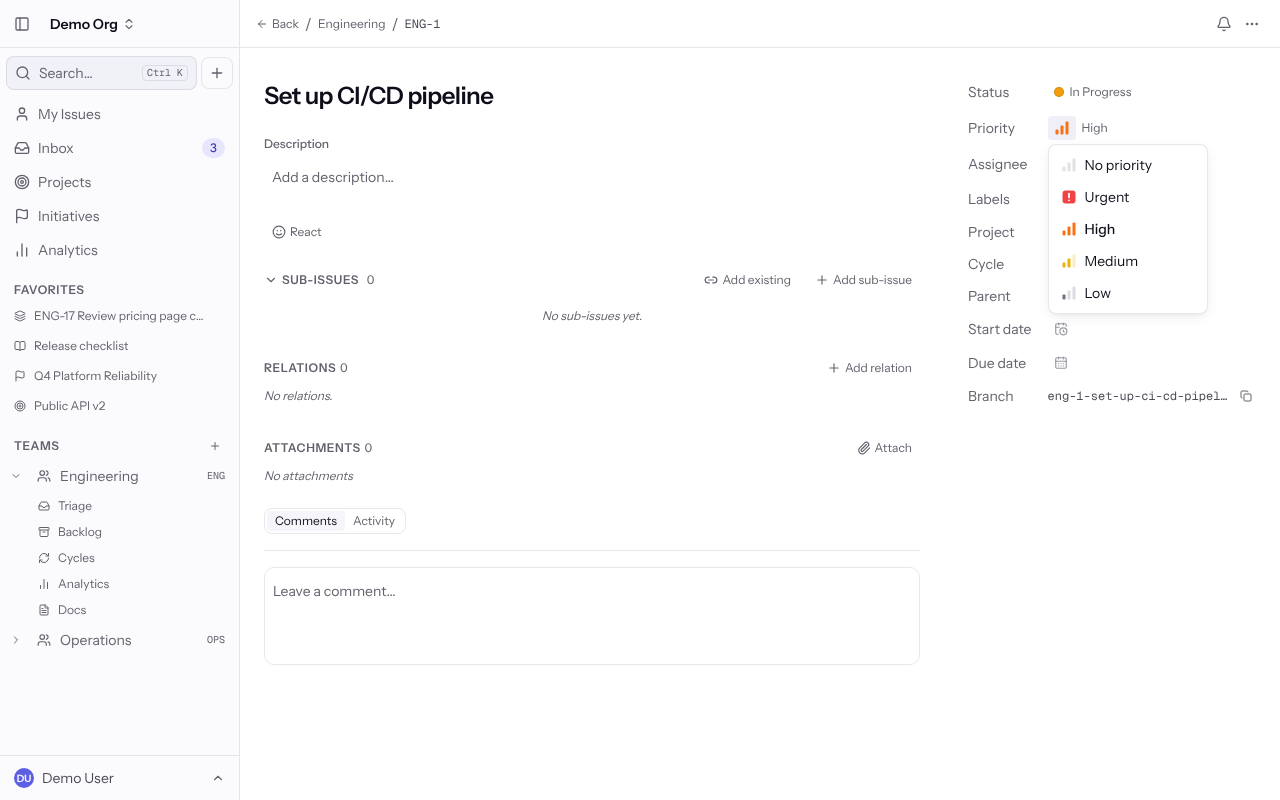 Demo Org
Back / Engineering / ENG-1
Search...
Ctrl K
My Issues
Inbox
3
Projects
Initiatives
Analytics
FAVORITES
ENG-17 Review pricing page c...
Release checklist
Q4 Platform Reliability
Public API v2
TEAMS
Engineering
ENG
Triage
Backlog
Cycles
Analytics
Docs
Operations
OPS
DU
Demo User
Set up CI/CD pipeline
Description
Add a description...
React
SUB-ISSUES 0
Add existing
Add sub-issue
No sub-issues yet.
RELATIONS 0
Add relation
No relations.
ATTACHMENTS 0
Attach
No attachments
Comments
Activity
Leave a comment...
Status
In Progress
Priority
High
Assignee
Labels
Project
Cycle
Parent
Start date
Due date
Branch
eng-1-set-up-ci-cd-pipel...
No priority
Urgent
High
Medium
Low